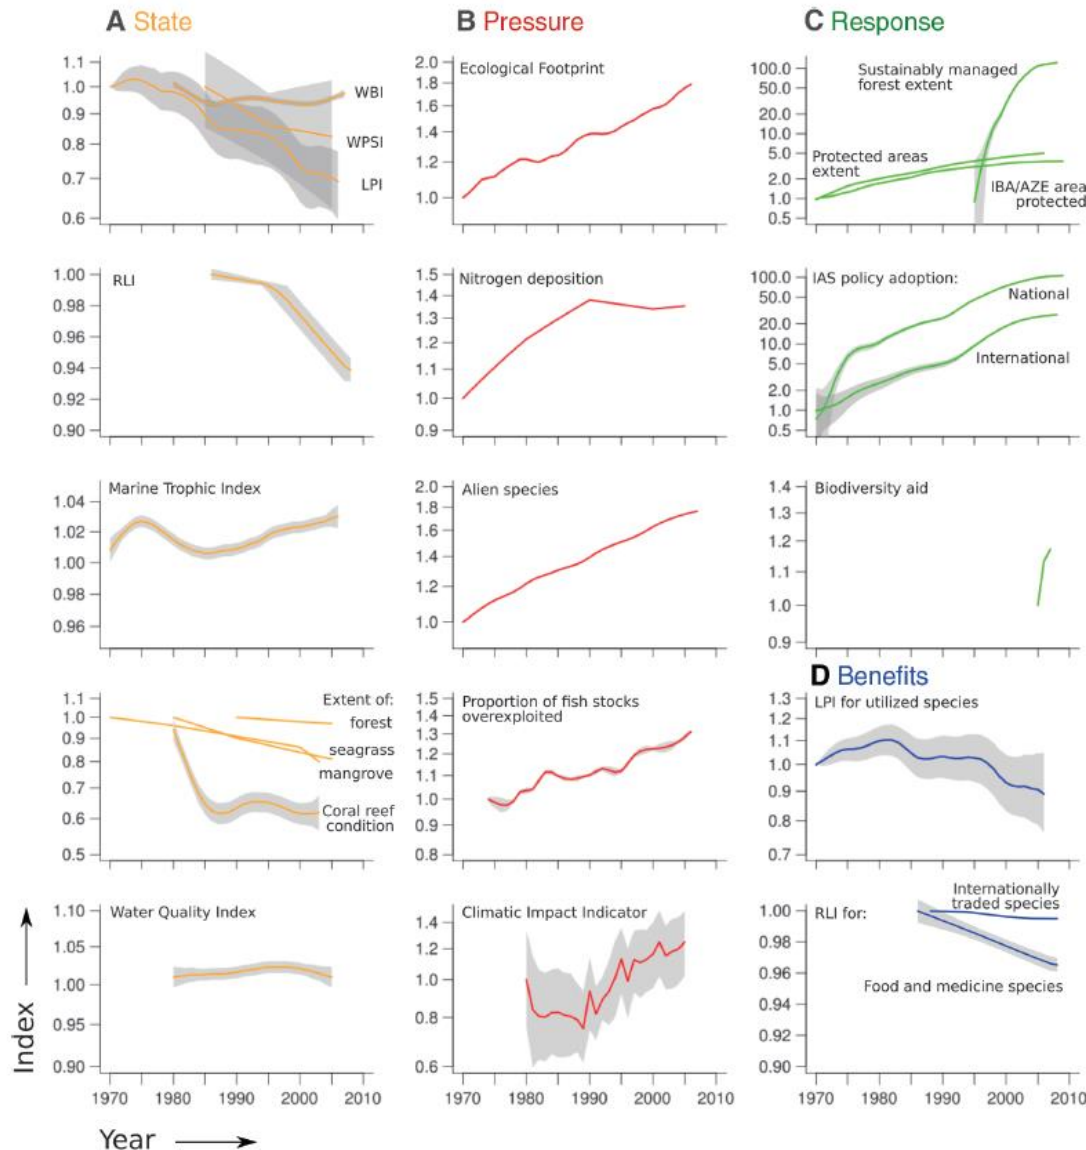 A State
1.1
1.0
0.9
0.8
0.7
0.6
WBI
WPSI
LPI
RLI
1.00
0.98
0.96
0.94
0.92
0.90
Marine Trophic Index
1.04
1.02
1.00
0.98
0.96
Extent of:
forest
seagrass
mangrove
Coral reef
condition
1.1
1.0
0.9
0.8
0.7
0.6
0.5
Water Quality Index
1.10
1.05
1.00
0.95
0.90
1970
1980
1990
2000
2010
B Pressure
Ecological Footprint
2.0
1.8
1.6
1.4
1.2
1.0
Nitrogen deposition
1.5
1.4
1.3
1.2
1.1
1.0
0.9
Alien species
2.0
1.8
1.6
1.4
1.2
1.0
Proportion of fish stocks
overexploited
1.4
1.3
1.2
1.1
1.0
0.9
0.8
Climatic Impact Indicator
1.4
1.2
1.0
0.8
0.6
1970
1980
1990
2000
2010
C Response
Sustainably managed
forest extent
Protected areas
extent
IBA/AZE area
protected
100.0
50.0
20.0
10.0
5.0
2.0
1.0
0.5
IAS policy adoption:
National
International
100.0
50.0
20.0
10.0
5.0
2.0
1.0
0.5
Biodiversity aid
1.4
1.3
1.2
1.1
1.0
0.9
D Benefits
LPI for utilized species
1.3
1.2
1.1
1.0
0.9
0.8
0.7
Internationally
traded species
RLI for:
Food and medicine species
1.00
0.98
0.96
0.94
0.92
0.90
1970
1980
1990
2000
2010
Index
Year